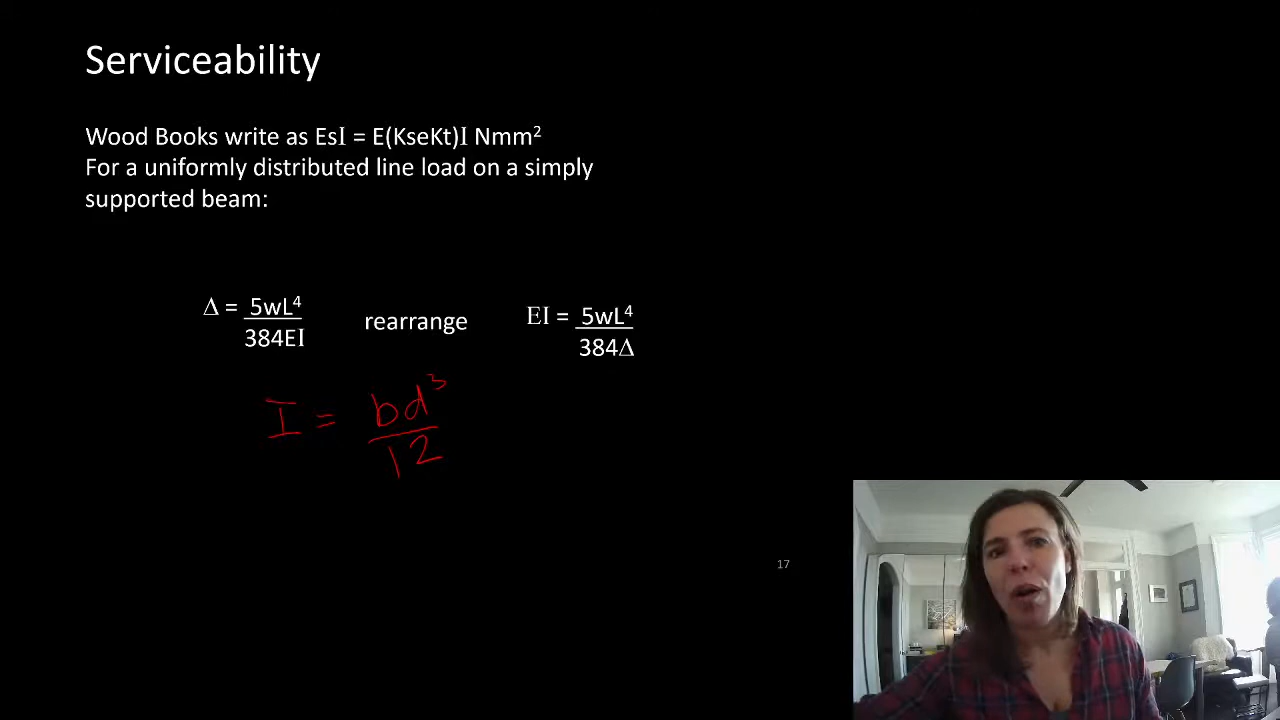 Serviceability
Wood Books write as EsI = E(KseKt)I Nmm²
For a uniformly distributed line load on a simply
supported beam:
Δ = 5wL⁴
384EI
rearrange
EI = 5wL⁴
384Δ
I = bd³
12
17